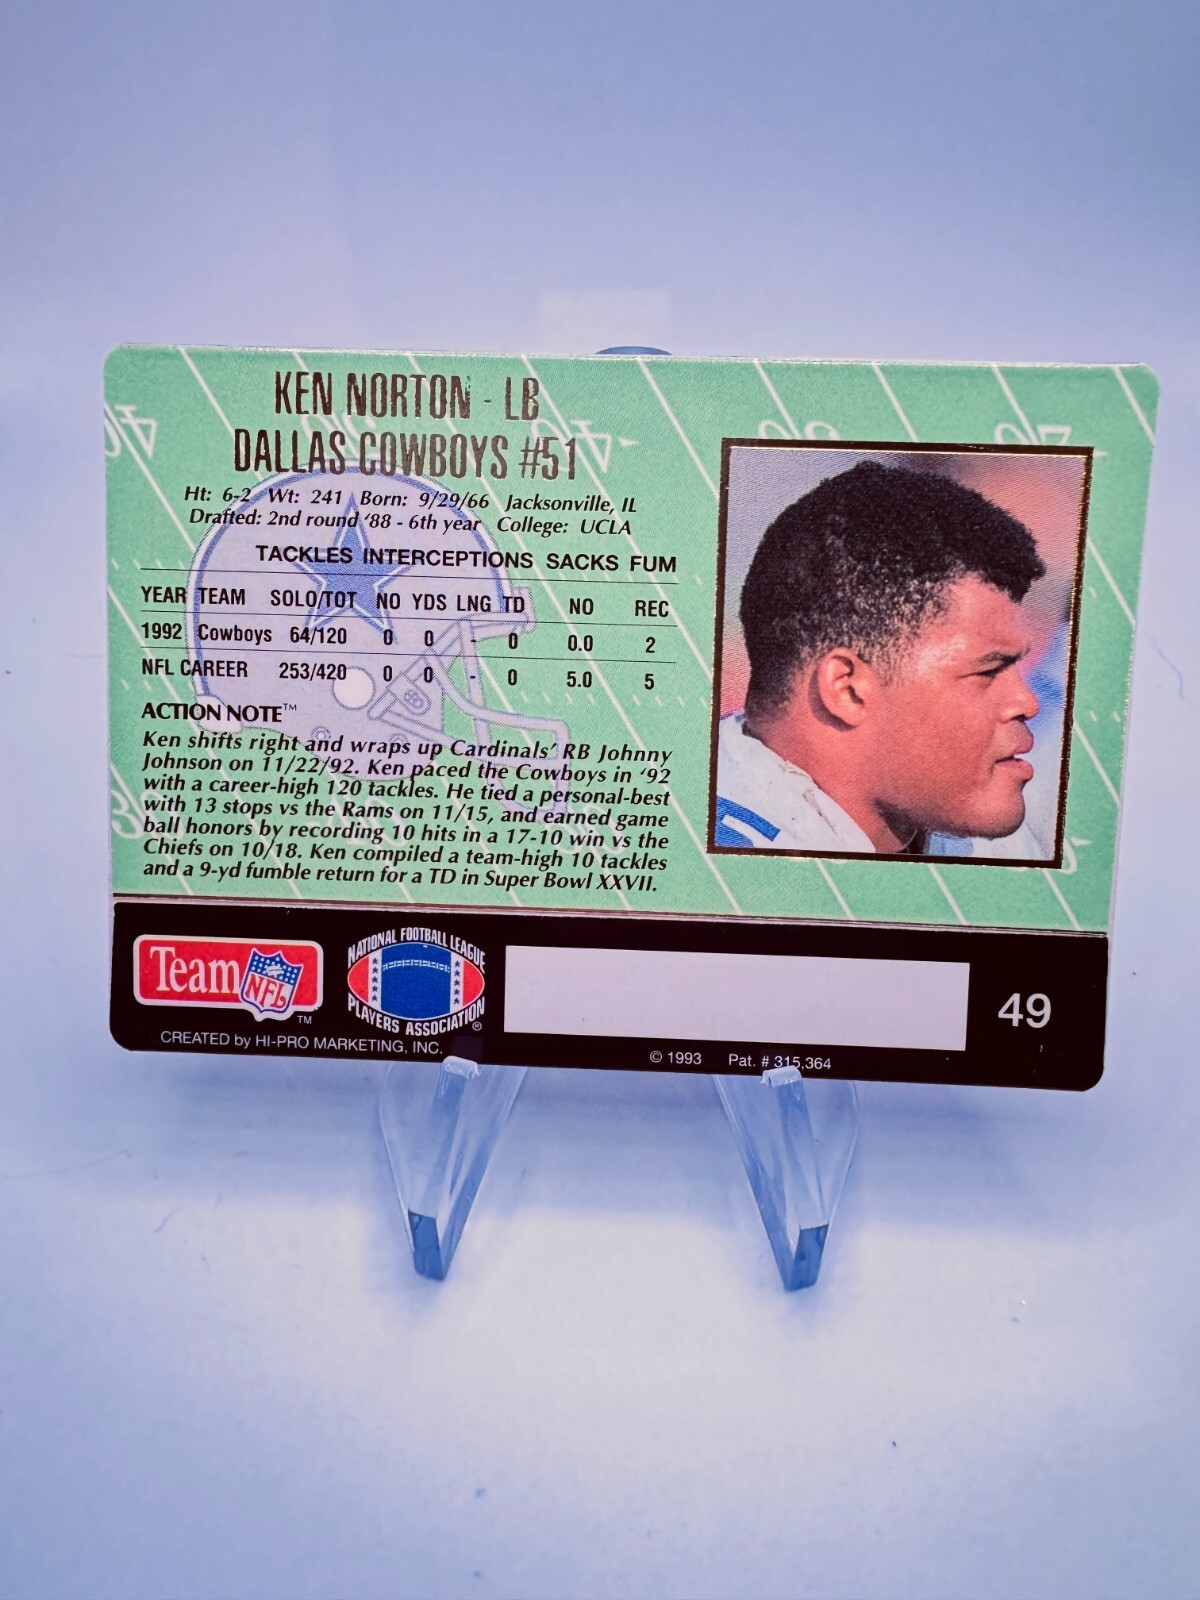 KEN NORTON - LB
DALLAS COWBOYS #51
Ht: 6-2 Wt: 241 Born: 9/29/66 Jacksonville, IL
Drafted: 2nd round '88 - 6th year College: UCLA
TACKLES INTERCEPTIONS SACKS FUM
YEAR TEAM SOLO/TOT NO YDS LNG TD NO REC
1992 Cowboys 64/120 0 0 - 0 0.0 2
NFL CAREER 253/420 0 0 - 0 5.0 5
ACTION NOTE™
Ken shifts right and wraps up Cardinals' RB Johnny
Johnson on 11/22/92. Ken paced the Cowboys in '92
with a career-high 120 tackles. He tied a personal-best
with 13 stops vs the Rams on 11/15, and earned game
ball honors by recording 10 hits in a 17-10 win vs the
Chiefs on 10/18. Ken compiled a team-high 10 tackles
and a 9-yd fumble return for a TD in Super Bowl XXVII.
Team NFL ™
NATIONAL FOOTBALL LEAGUE
PLAYERS ASSOCIATION ®
49
CREATED by HI-PRO MARKETING, INC.
© 1993 Pat. # 315,364